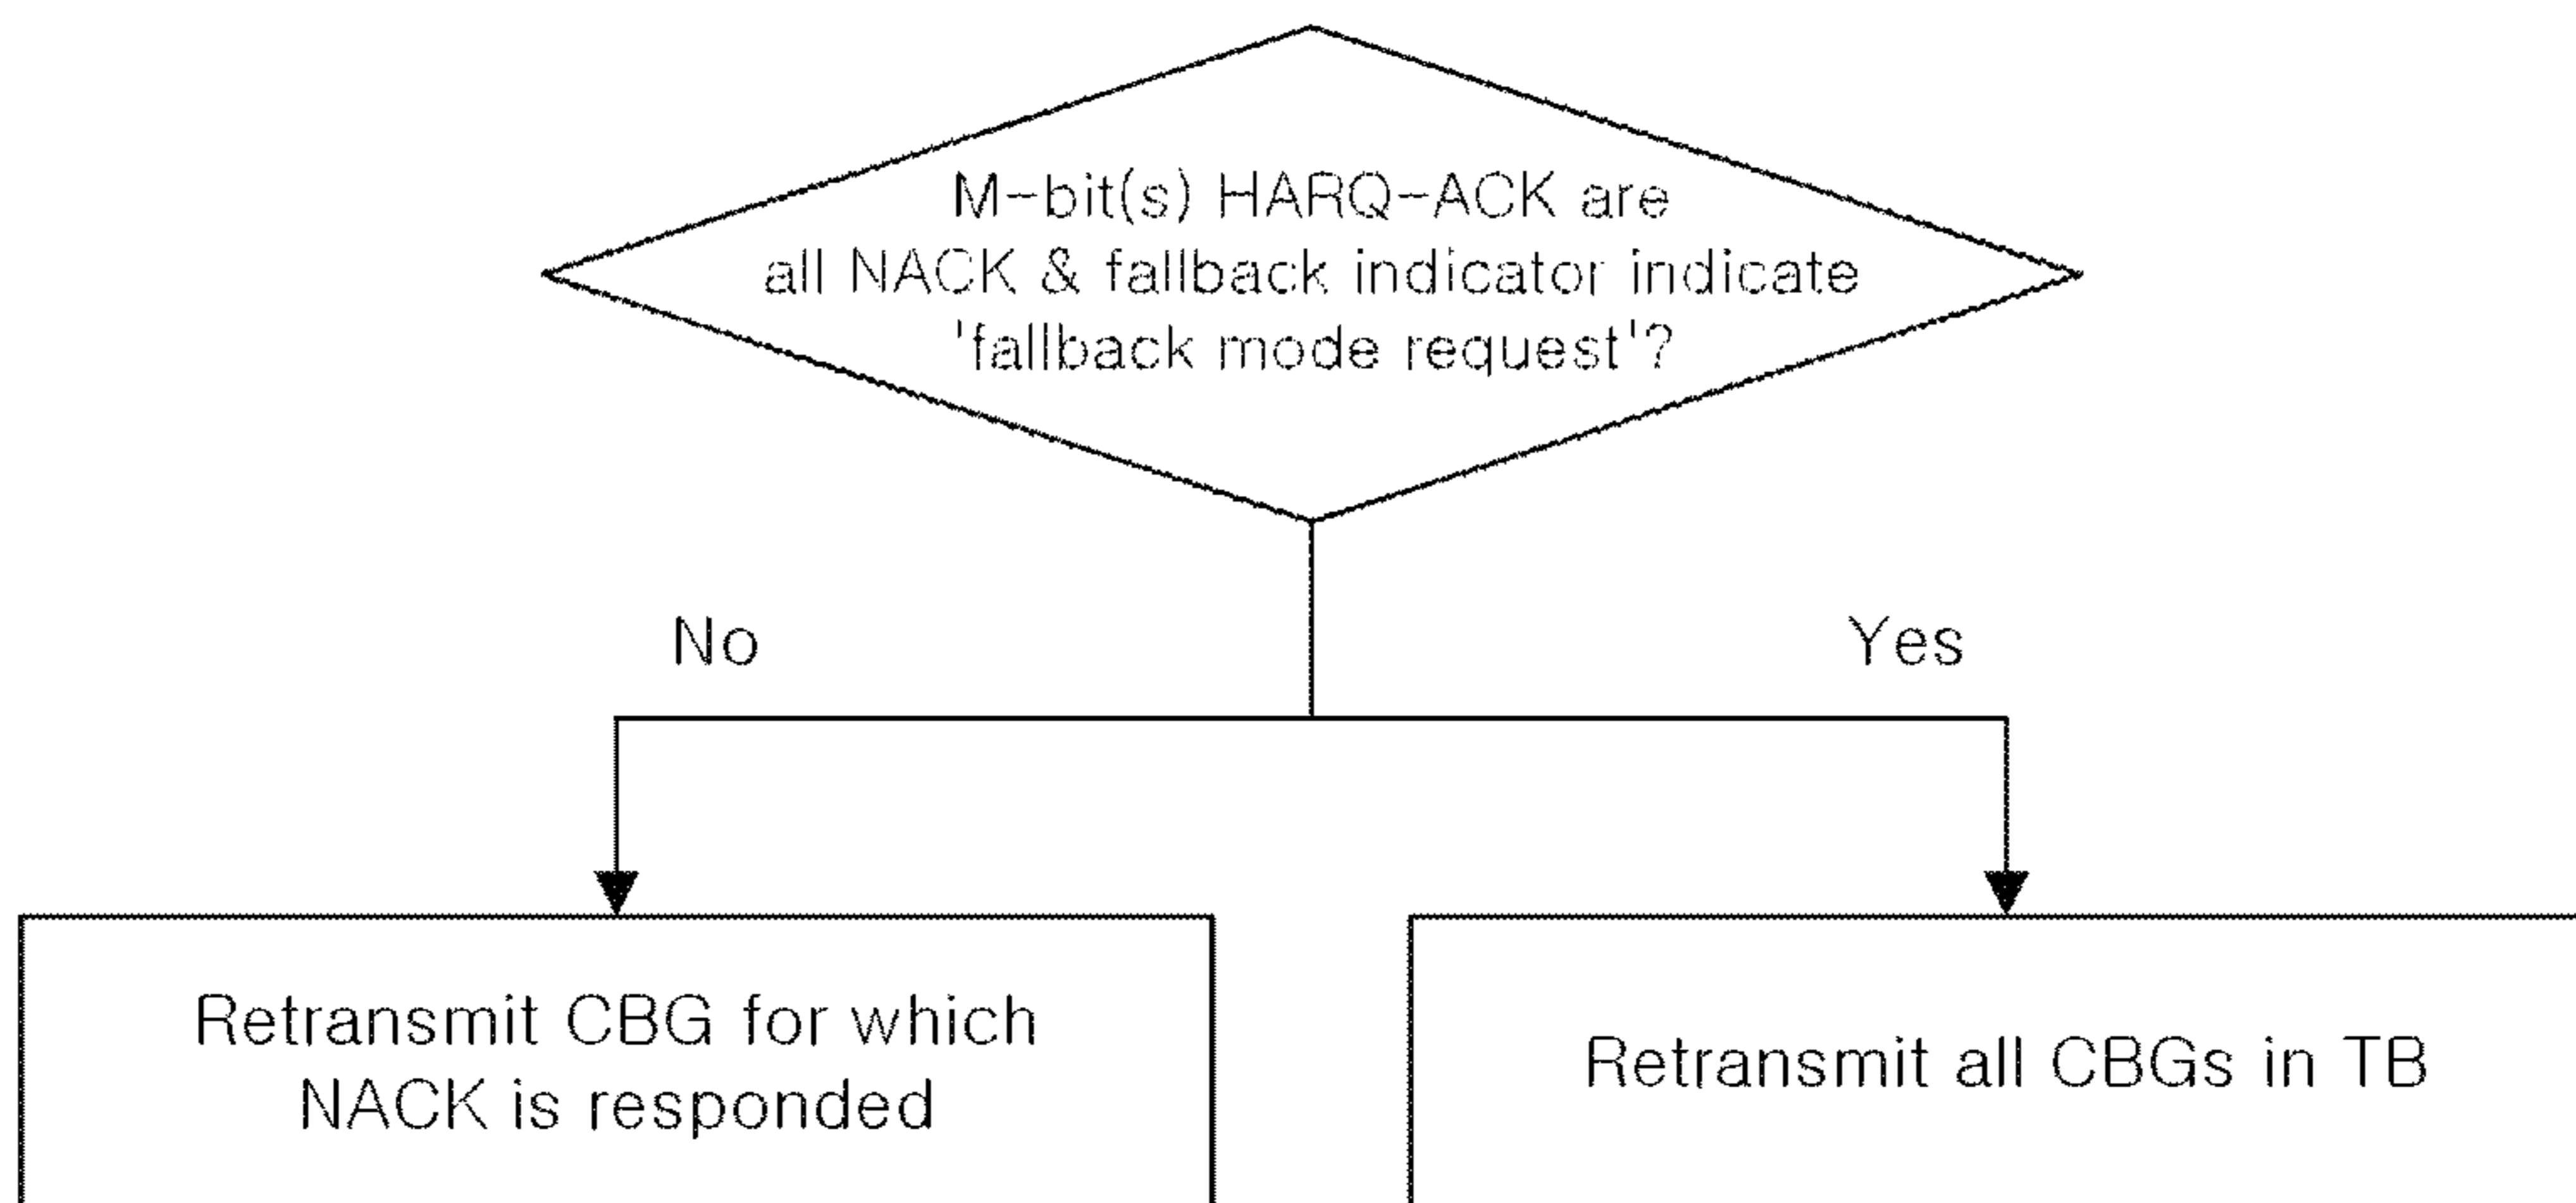 M-bit(s) HARQ-ACK are
all NACK & fallback indicator indicate
'fallback mode request'?
No
Yes
Retransmit CBG for which
NACK is responded
Retransmit all CBGs in TB